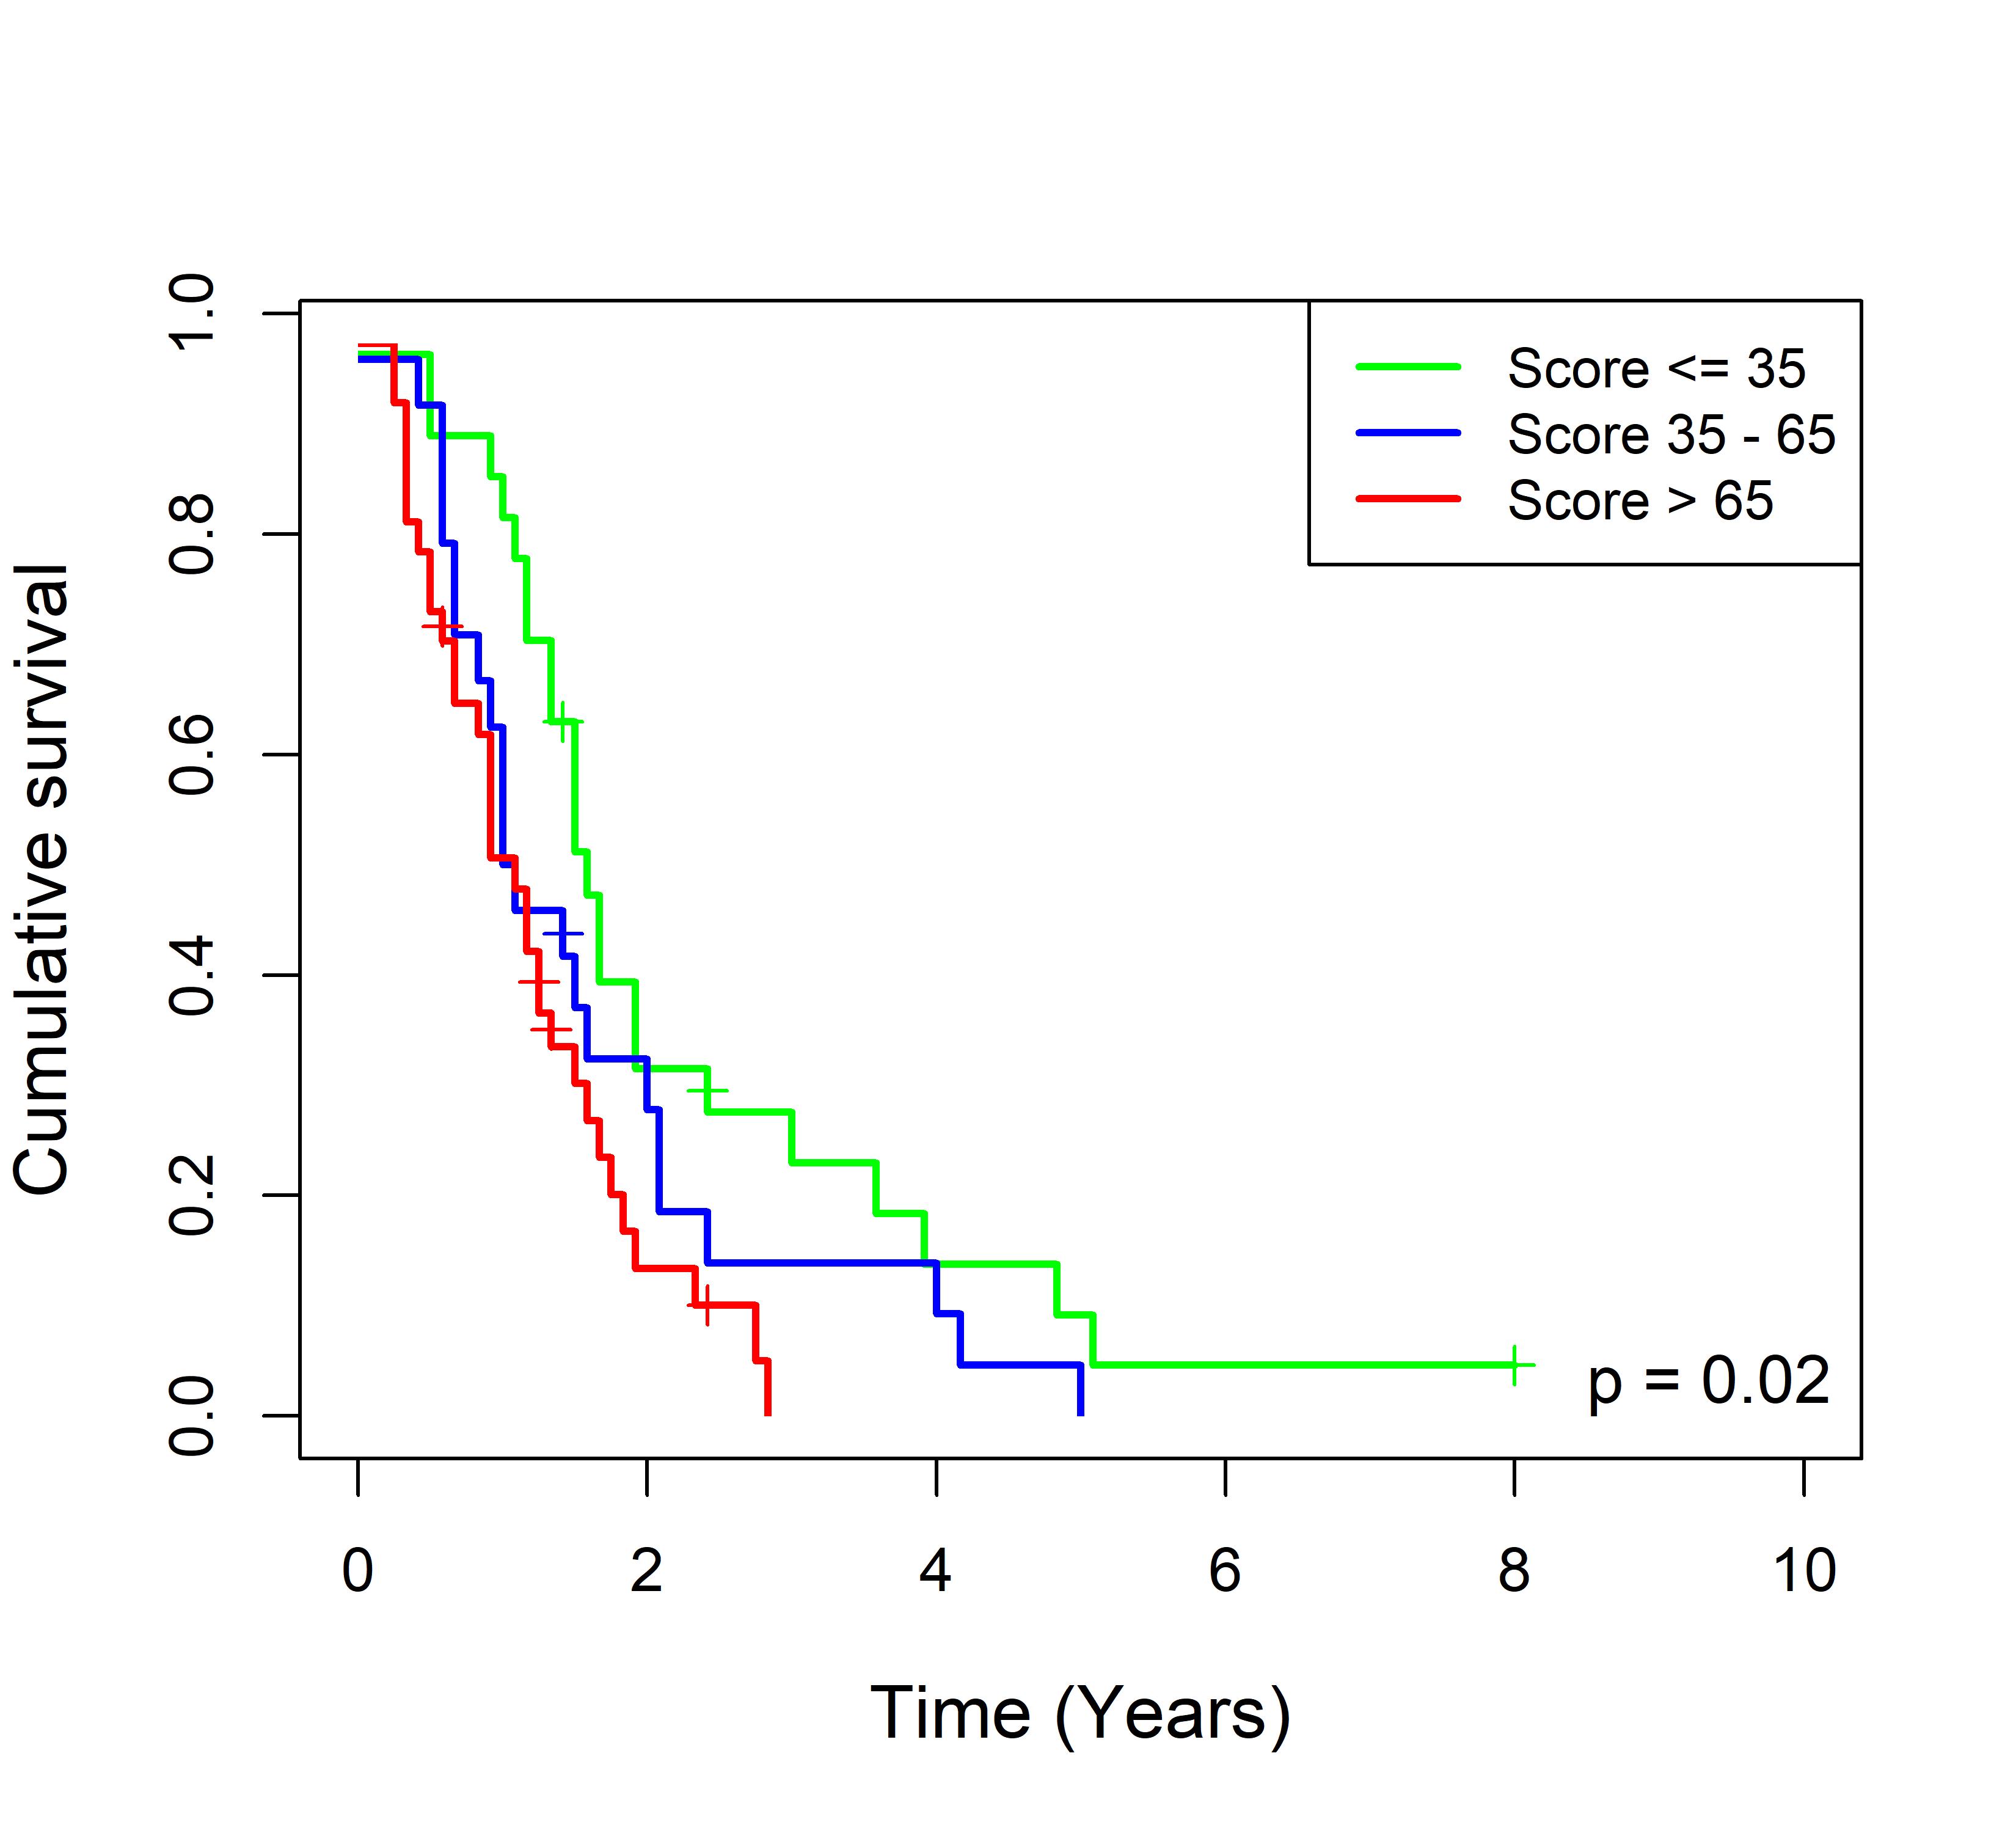 Cumulative survival
1.0
0.8
0.6
0.4
0.2
0.0
Score <= 35
Score 35 - 65
Score > 65
p = 0.02
0 2 4 6 8 10
Time (Years)